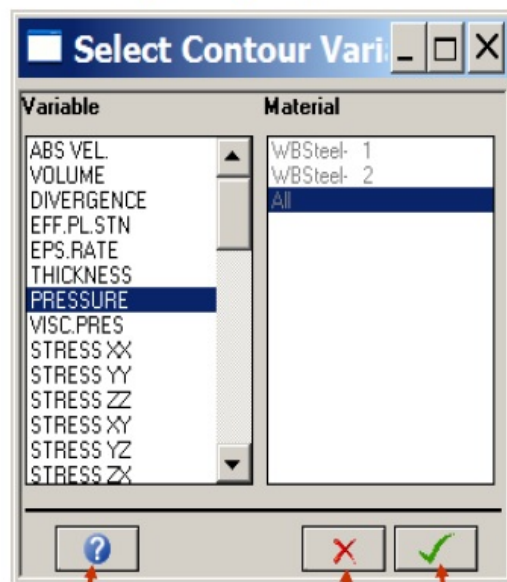 Select Contour Vari
Variable
Material
ABS VEL.
VOLUME
DIVERGENCE
EFF.PL.STN
EPS.RATE
THICKNESS
PRESSURE
VISC.PRES
STRESS XX
STRESS YY
STRESS ZZ
STRESS XY
STRESS YZ
STRESS ZX
WBSteel- 1
WBSteel- 2
All
?